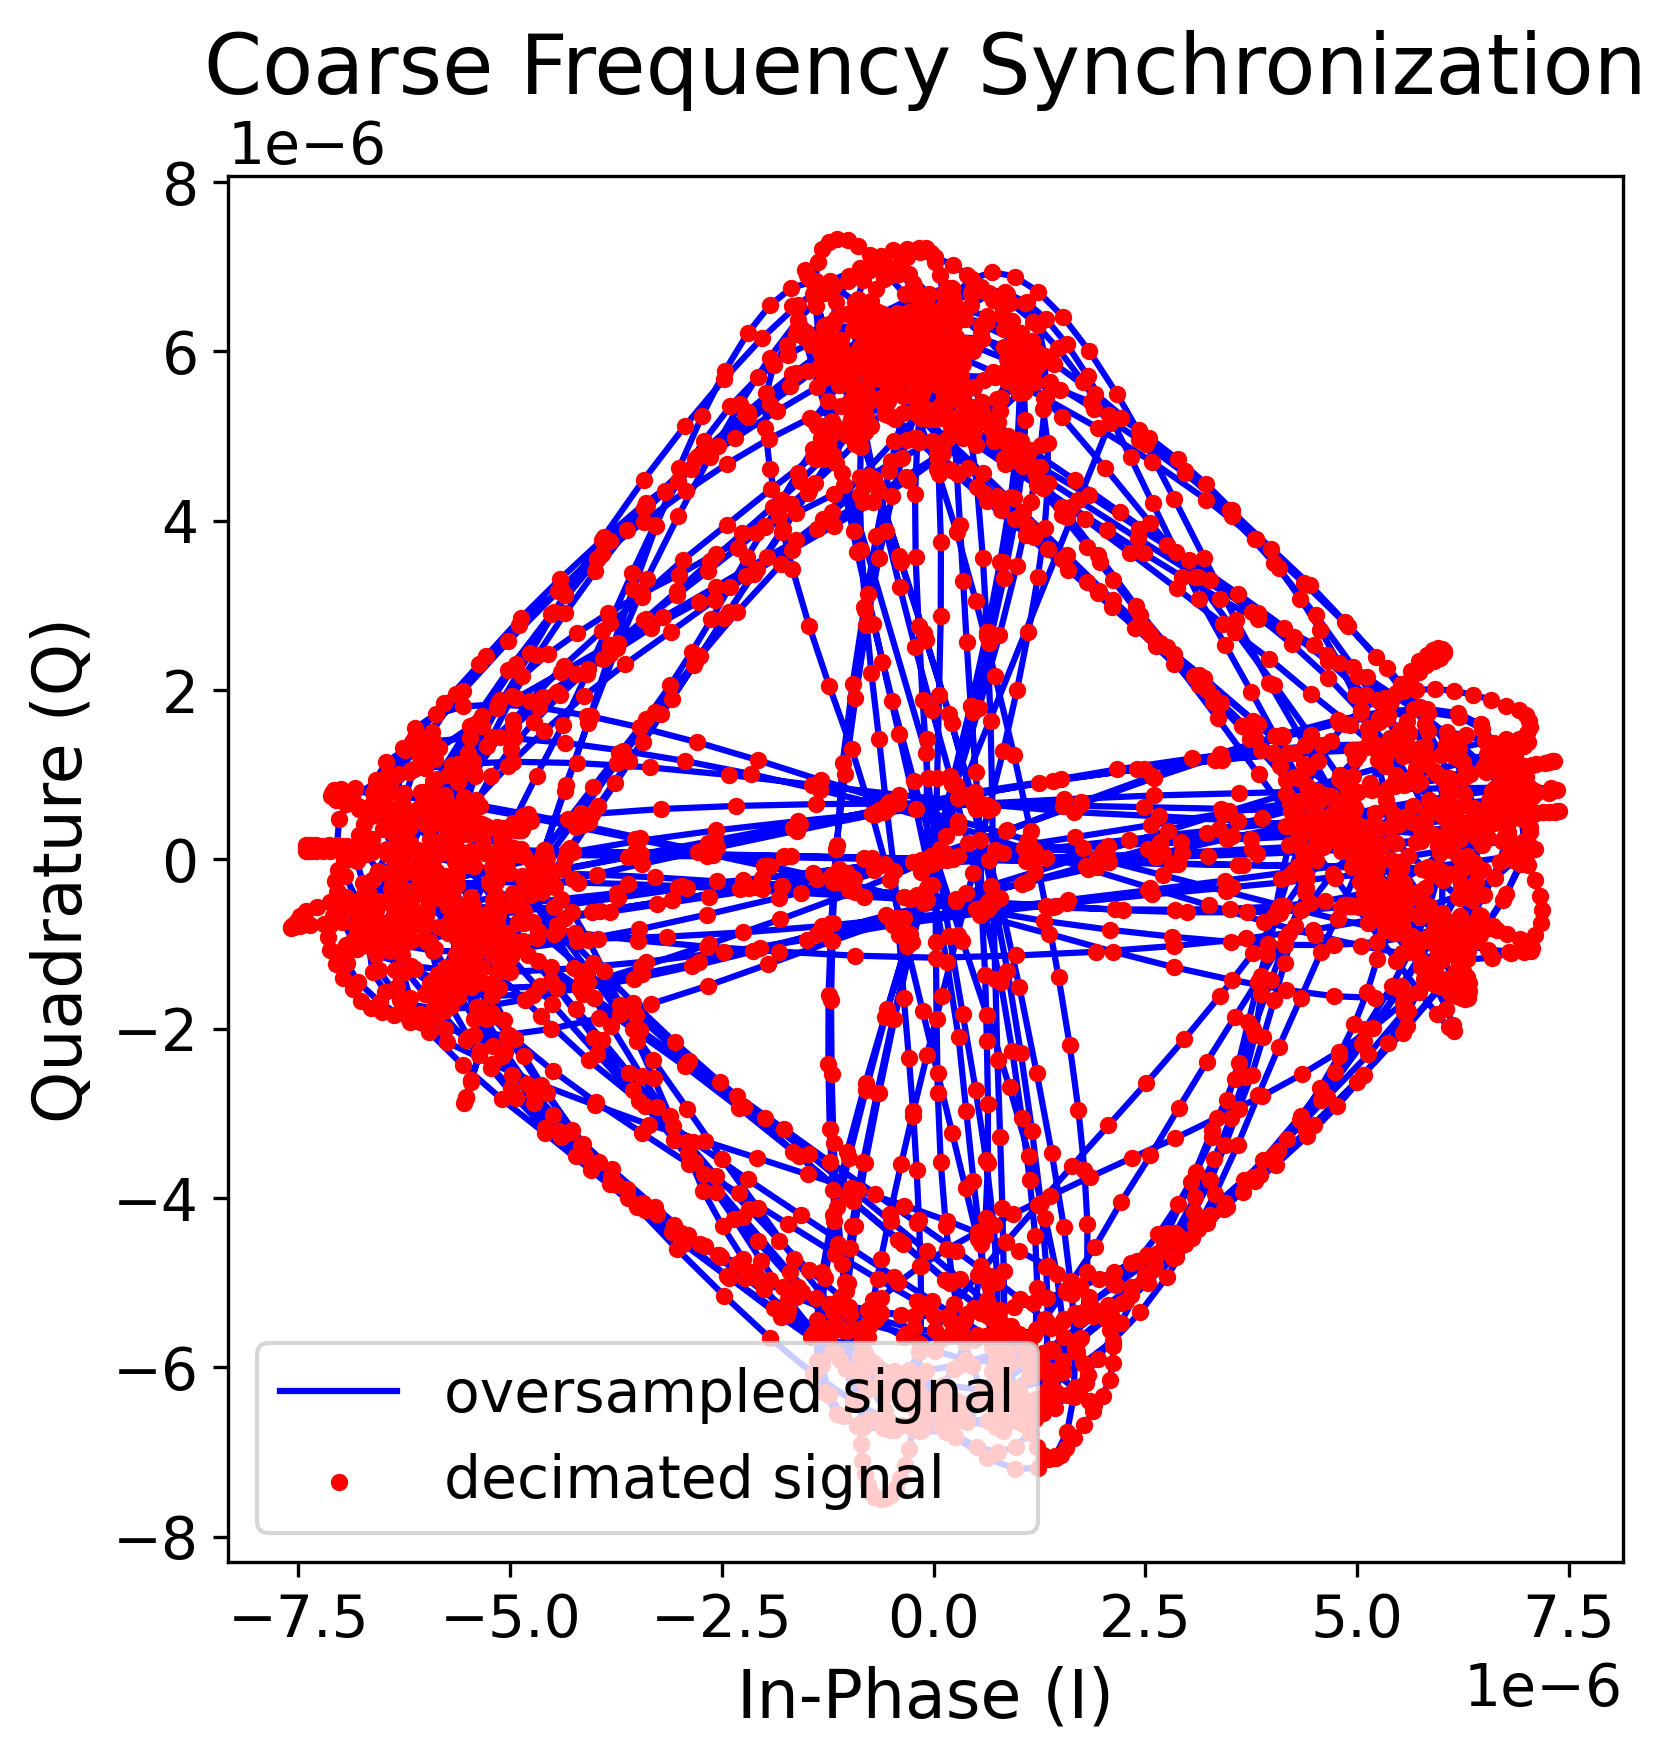 Coarse Frequency Synchronization
1e−6
8
6
4
2
0
−2
−4
−6
−8
Quadrature (Q)
oversampled signal
decimated signal
−7.5 −5.0 −2.5 0.0 2.5 5.0 7.5
1e−6
In-Phase (I)